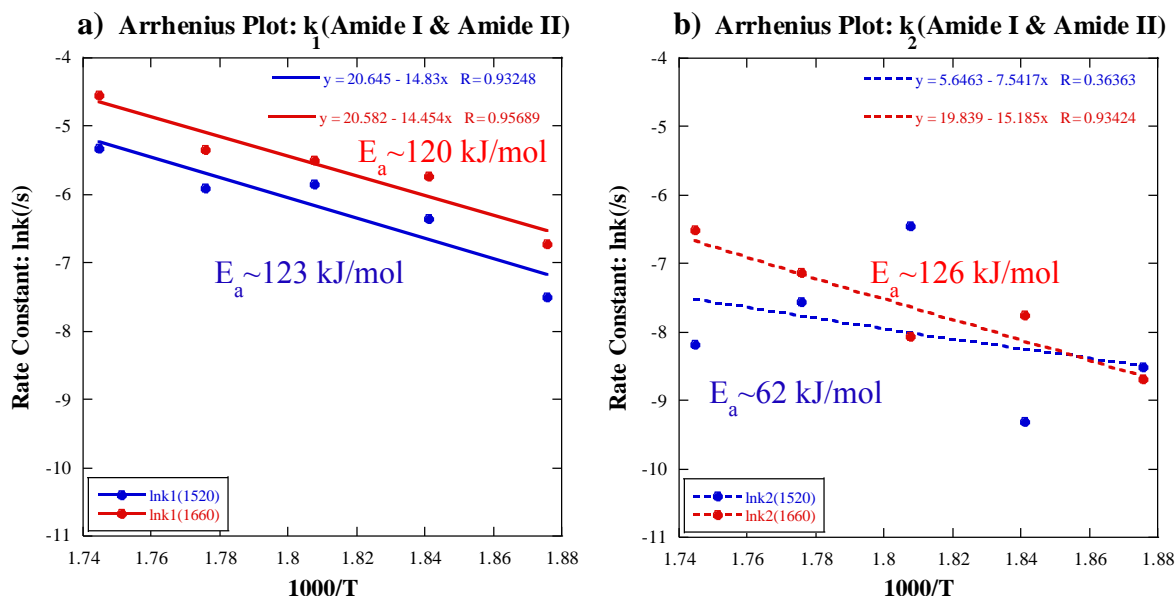 a) Arrhenius Plot: k1(Amide I & Amide II)
y = 20.645 - 14.83x R= 0.93248
y = 20.582 - 14.454x R= 0.95689
Ea~120 kJ/mol
Ea~123 kJ/mol
Rate Constant: lnk(/s)
-4
-5
-6
-7
-8
-9
-10
-11
lnk1(1520)
lnk1(1660)
1.74 1.76 1.78 1.8 1.82 1.84 1.86 1.88
1000/T
b) Arrhenius Plot: k2(Amide I & Amide II)
y = 5.6463 - 7.5417x R= 0.36363
y = 19.839 - 15.185x R= 0.93424
Ea~126 kJ/mol
Ea~62 kJ/mol
Rate Constant: lnk(/s)
-4
-5
-6
-7
-8
-9
-10
-11
lnk2(1520)
lnk2(1660)
1.74 1.76 1.78 1.8 1.82 1.84 1.86 1.88
1000/T